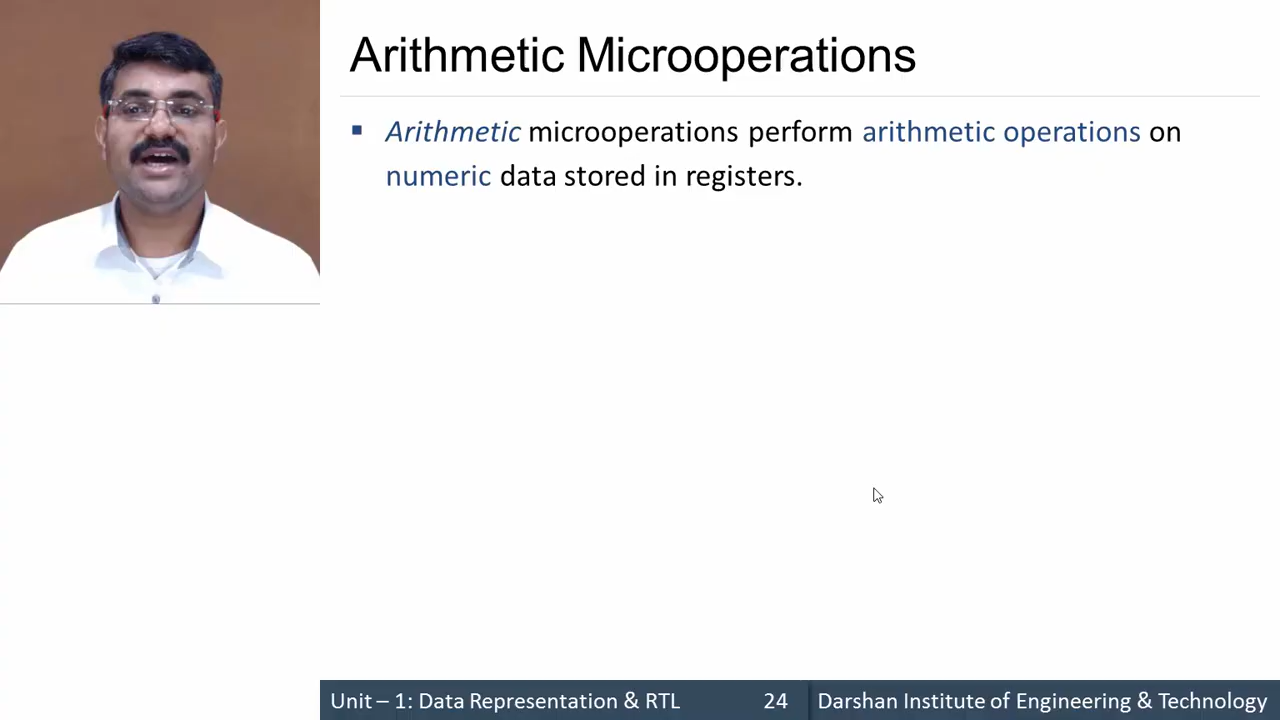 Arithmetic Microoperations
▪ Arithmetic microoperations perform arithmetic operations on
numeric data stored in registers.
Unit – 1: Data Representation & RTL 24 Darshan Institute of Engineering & Technology